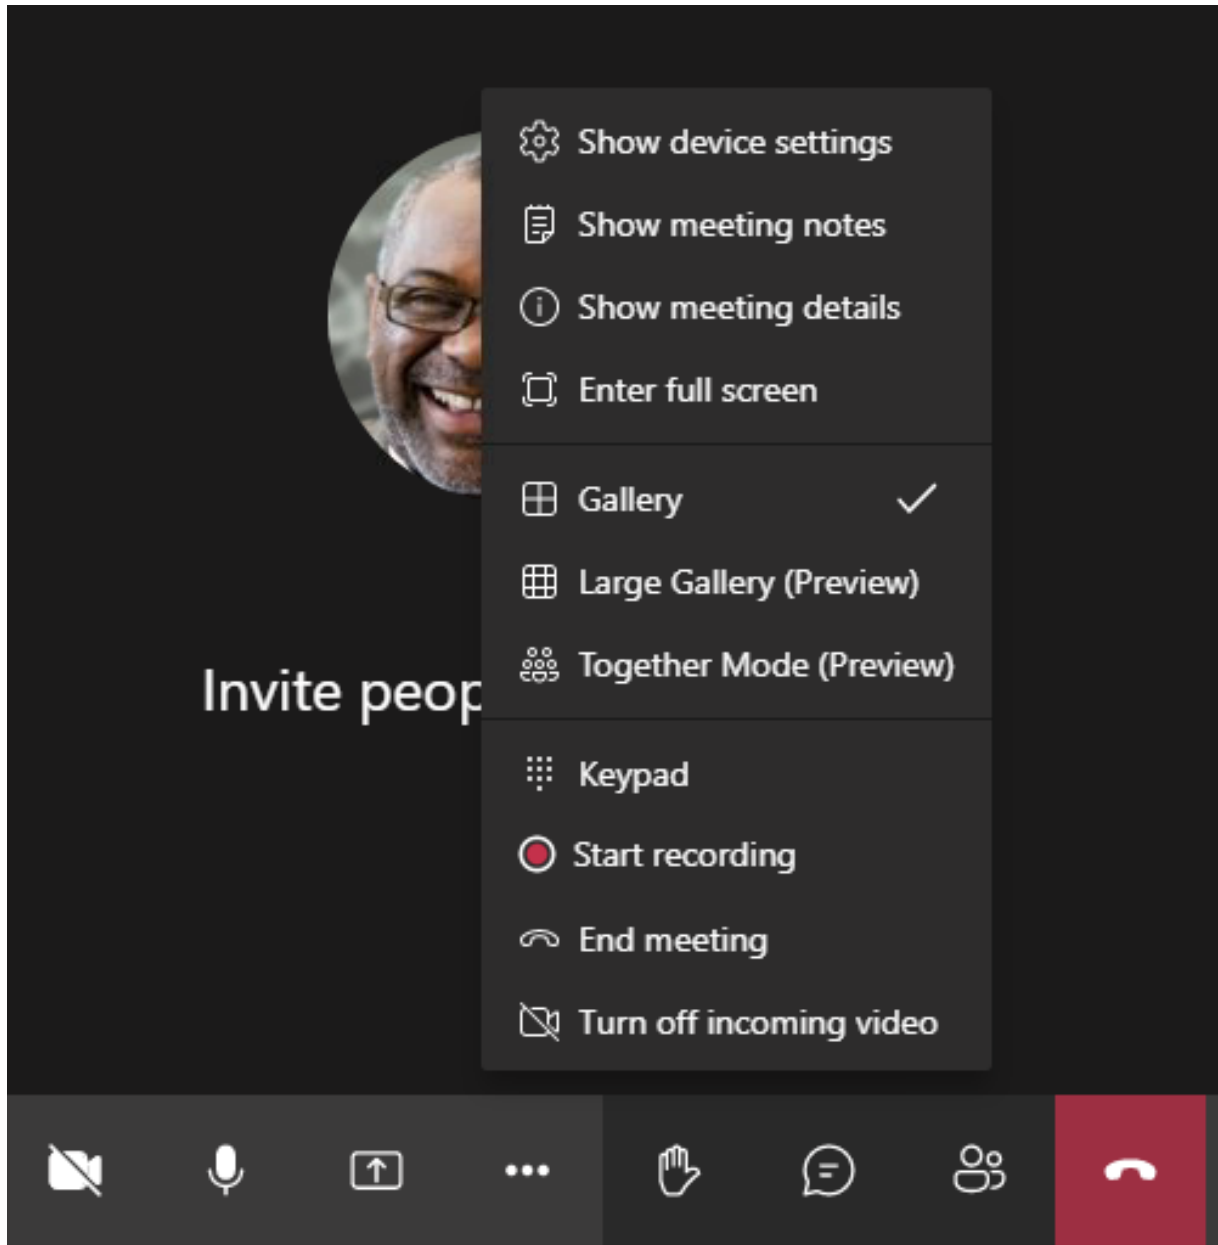 Show device settings
Show meeting notes
Show meeting details
Enter full screen
Gallery
Large Gallery (Preview)
Together Mode (Preview)
Invite peop
Keypad
Start recording
End meeting
Turn off incoming video